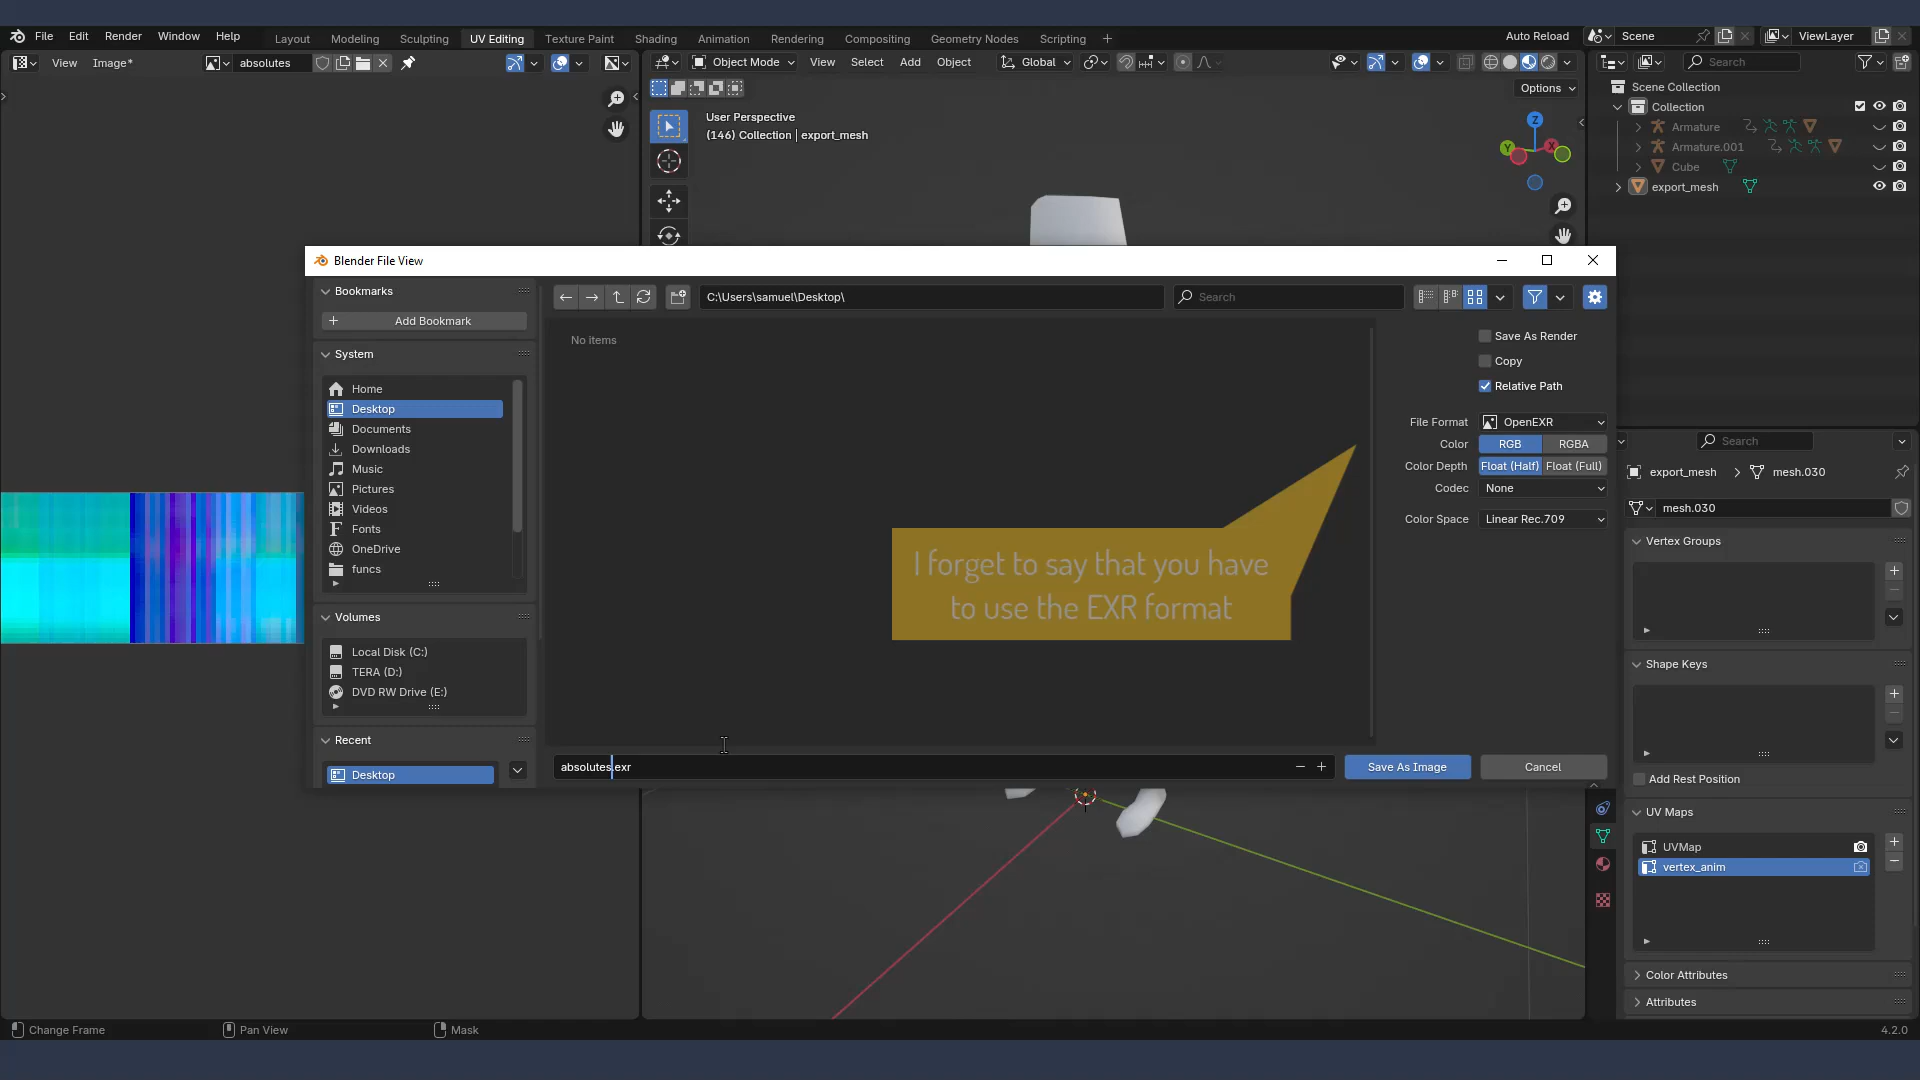 File Edit Render Window Help
Layout Modeling Sculpting UV Editing Texture Paint Shading Animation Rendering Compositing Geometry Nodes Scripting +
Auto Reload Scene ViewLayer
View Image* absolutes
Object Mode View Select Add Object Global
Search
Options
User Perspective
(146) Collection | export_mesh
Z
Y
X
Scene Collection
Collection
Armature
Armature.001
Cube
export_mesh
Blender File View
Bookmarks
Add Bookmark
System
Home
Desktop
Documents
Downloads
Music
Pictures
Videos
Fonts
OneDrive
funcs
Volumes
Local Disk (C:)
TERA (D:)
DVD RW Drive (E:)
Recent
Desktop
C:\Users\samuel\Desktop\
Search
No items
I forget to say that you have
to use the EXR format
Save As Render
Copy
Relative Path
File Format OpenEXR
Color RGB RGBA
Color Depth Float (Half) Float (Full)
Codec None
Color Space Linear Rec.709
absolutes.exr
Save As Image
Cancel
Search
export_mesh > mesh.030
mesh.030
Vertex Groups
Shape Keys
Add Rest Position
UV Maps
UVMap
vertex_anim
Color Attributes
Attributes
Change Frame Pan View Mask
4.2.0